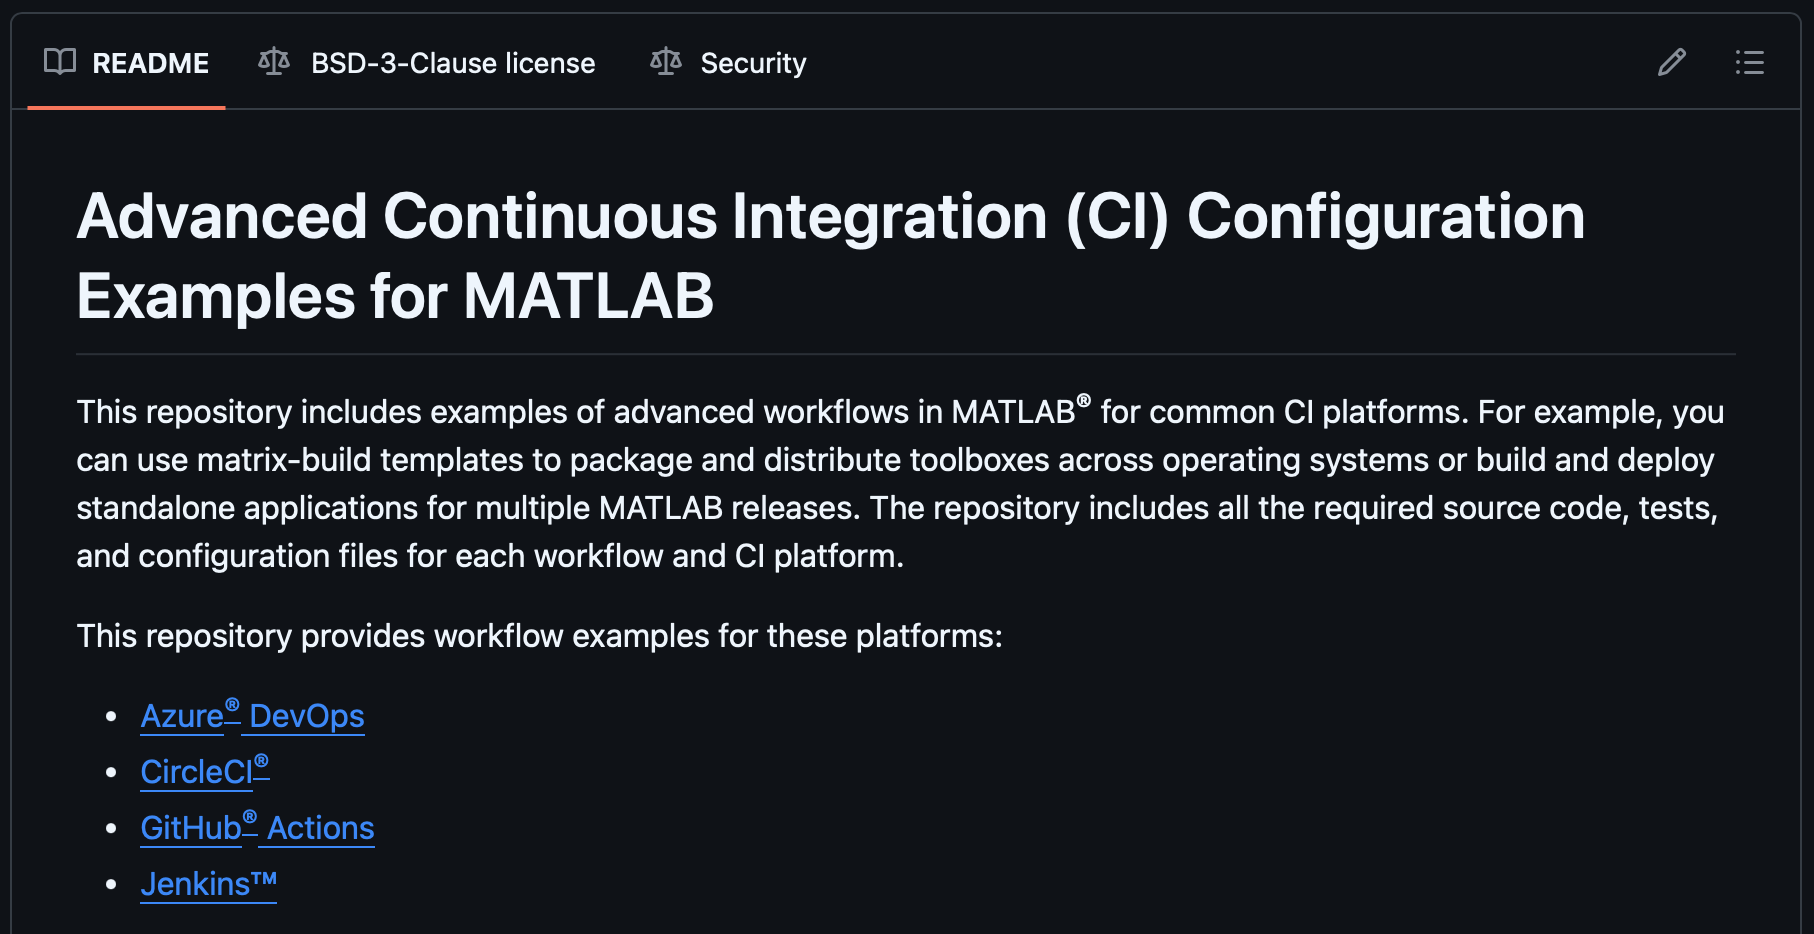 README
BSD-3-Clause license
Security
Advanced Continuous Integration (CI) Configuration
Examples for MATLAB
This repository includes examples of advanced workflows in MATLAB® for common CI platforms. For example, you
can use matrix-build templates to package and distribute toolboxes across operating systems or build and deploy
standalone applications for multiple MATLAB releases. The repository includes all the required source code, tests,
and configuration files for each workflow and CI platform.
This repository provides workflow examples for these platforms:
• Azure® DevOps
• CircleCI®
• GitHub® Actions
• Jenkins™